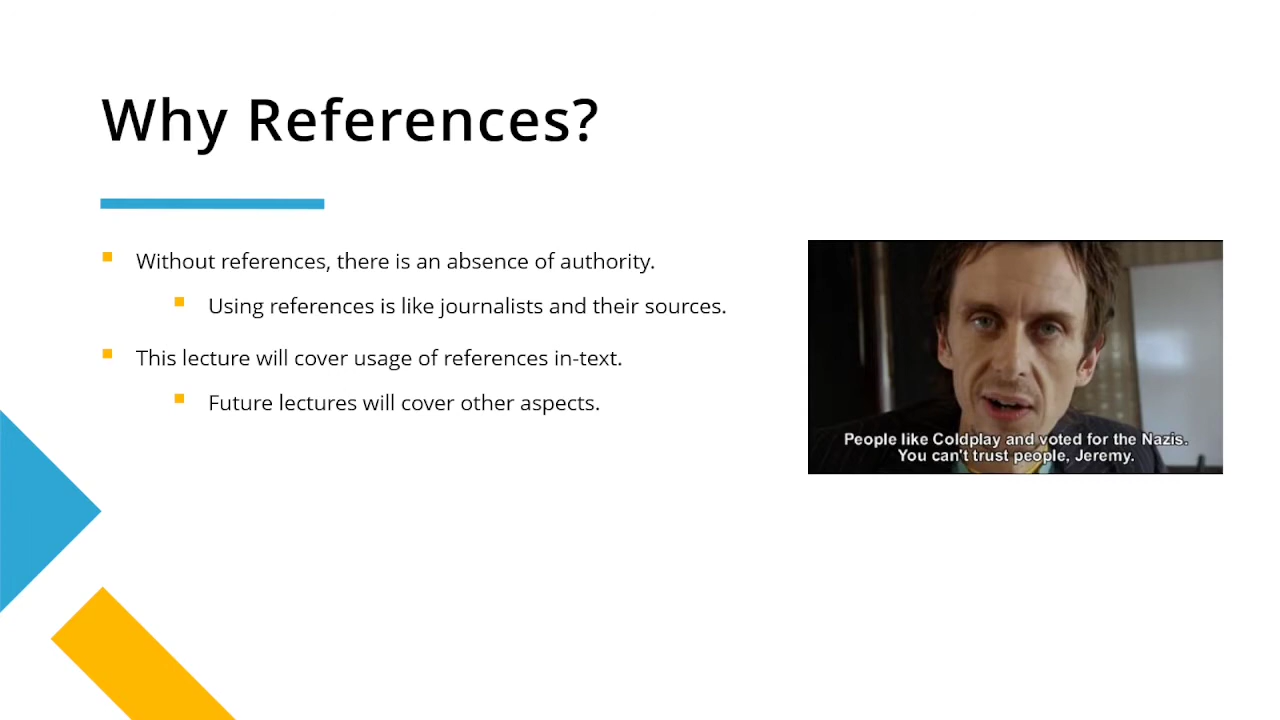 Why References?
Without references, there is an absence of authority.
Using references is like journalists and their sources.
This lecture will cover usage of references in-text.
Future lectures will cover other aspects.
People like Coldplay and voted for the Nazis.
You can't trust people, Jeremy.